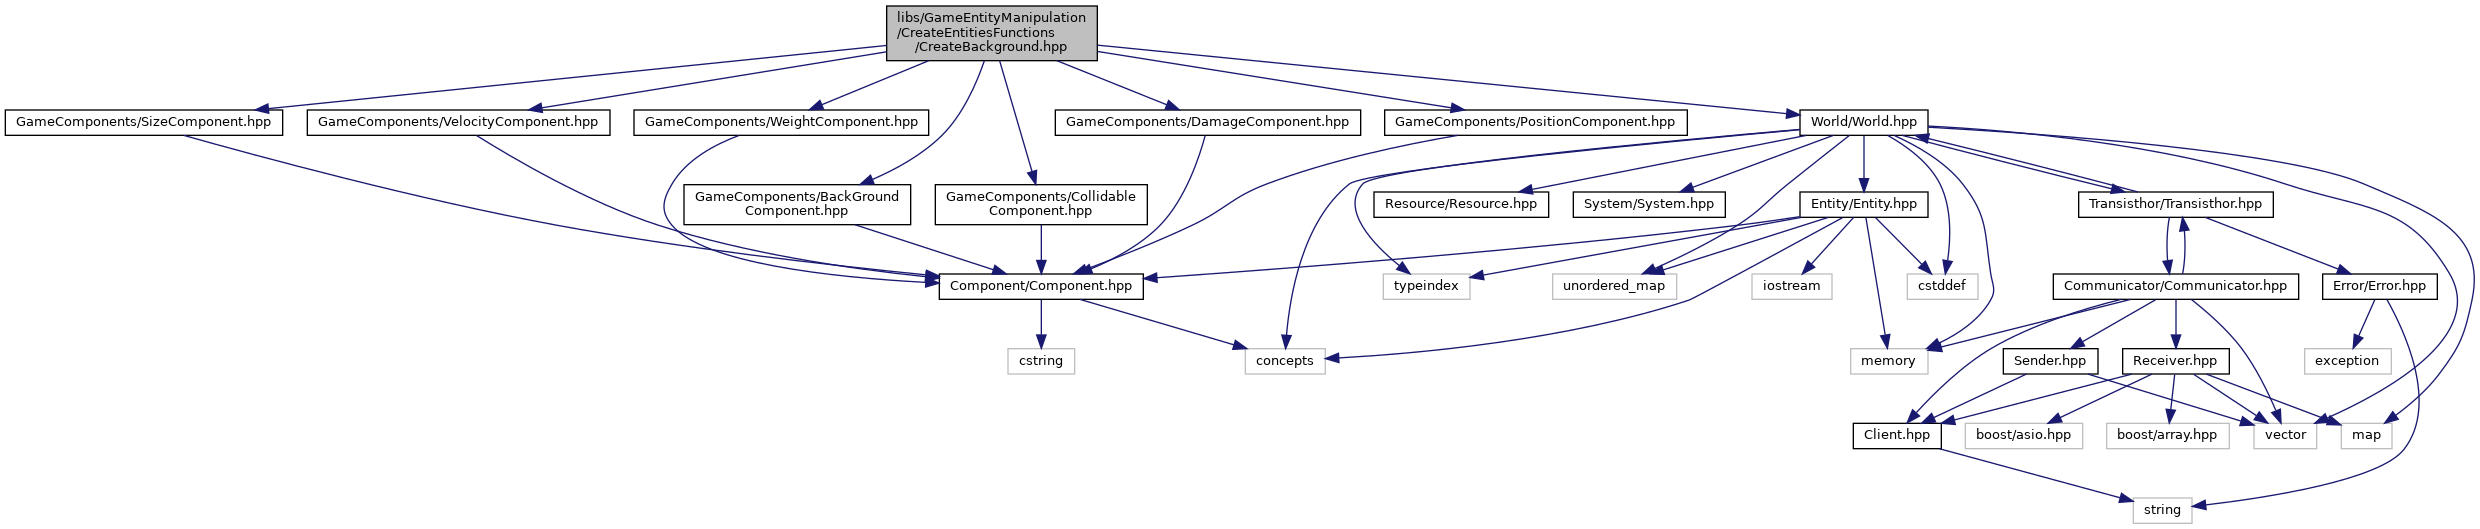 libs/GameEntityManipulation
/CreateEntitiesFunctions
/CreateBackground.hpp
GameComponents/SizeComponent.hpp
GameComponents/VelocityComponent.hpp
GameComponents/WeightComponent.hpp
GameComponents/DamageComponent.hpp
GameComponents/PositionComponent.hpp
World/World.hpp
GameComponents/BackGround
Component.hpp
GameComponents/Collidable
Component.hpp
Resource/Resource.hpp
System/System.hpp
Entity/Entity.hpp
Transisthor/Transisthor.hpp
Component/Component.hpp
typeindex
unordered_map
iostream
cstddef
Communicator/Communicator.hpp
Error/Error.hpp
cstring
concepts
memory
Sender.hpp
Receiver.hpp
exception
Client.hpp
boost/asio.hpp
boost/array.hpp
vector
map
string